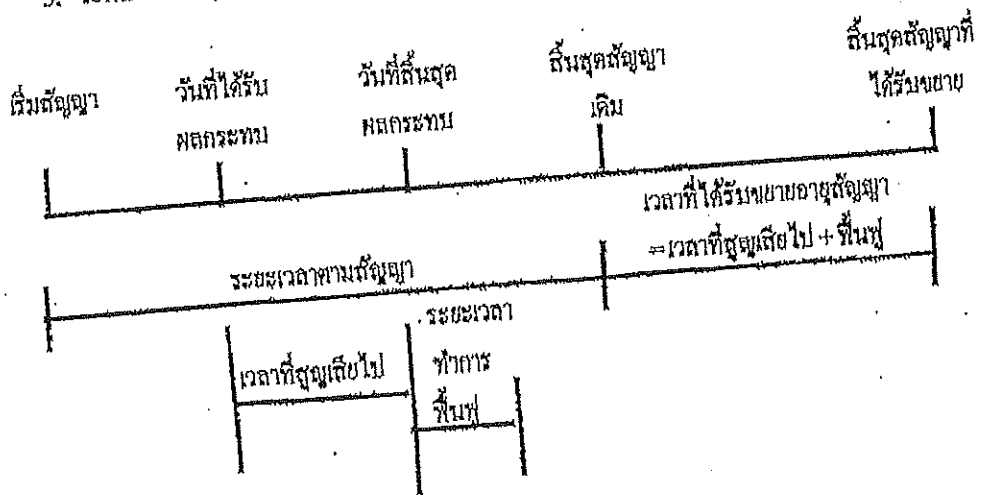 เริ่มสัญญา
วันที่ได้รับ
ผลกระทบ
วันที่สิ้นสุด
ผลกระทบ
สิ้นสุดสัญญา
เดิม
สิ้นสุดสัญญาที่
ได้รับขยาย
เวลาที่ได้รับขยายอายุสัญญา
=เวลาที่สูญเสียไป+ฟื้นฟู
ระยะเวลาตามสัญญา
เวลาที่สูญเสียไป
ระยะเวลา
ทำการ
ฟื้นฟู